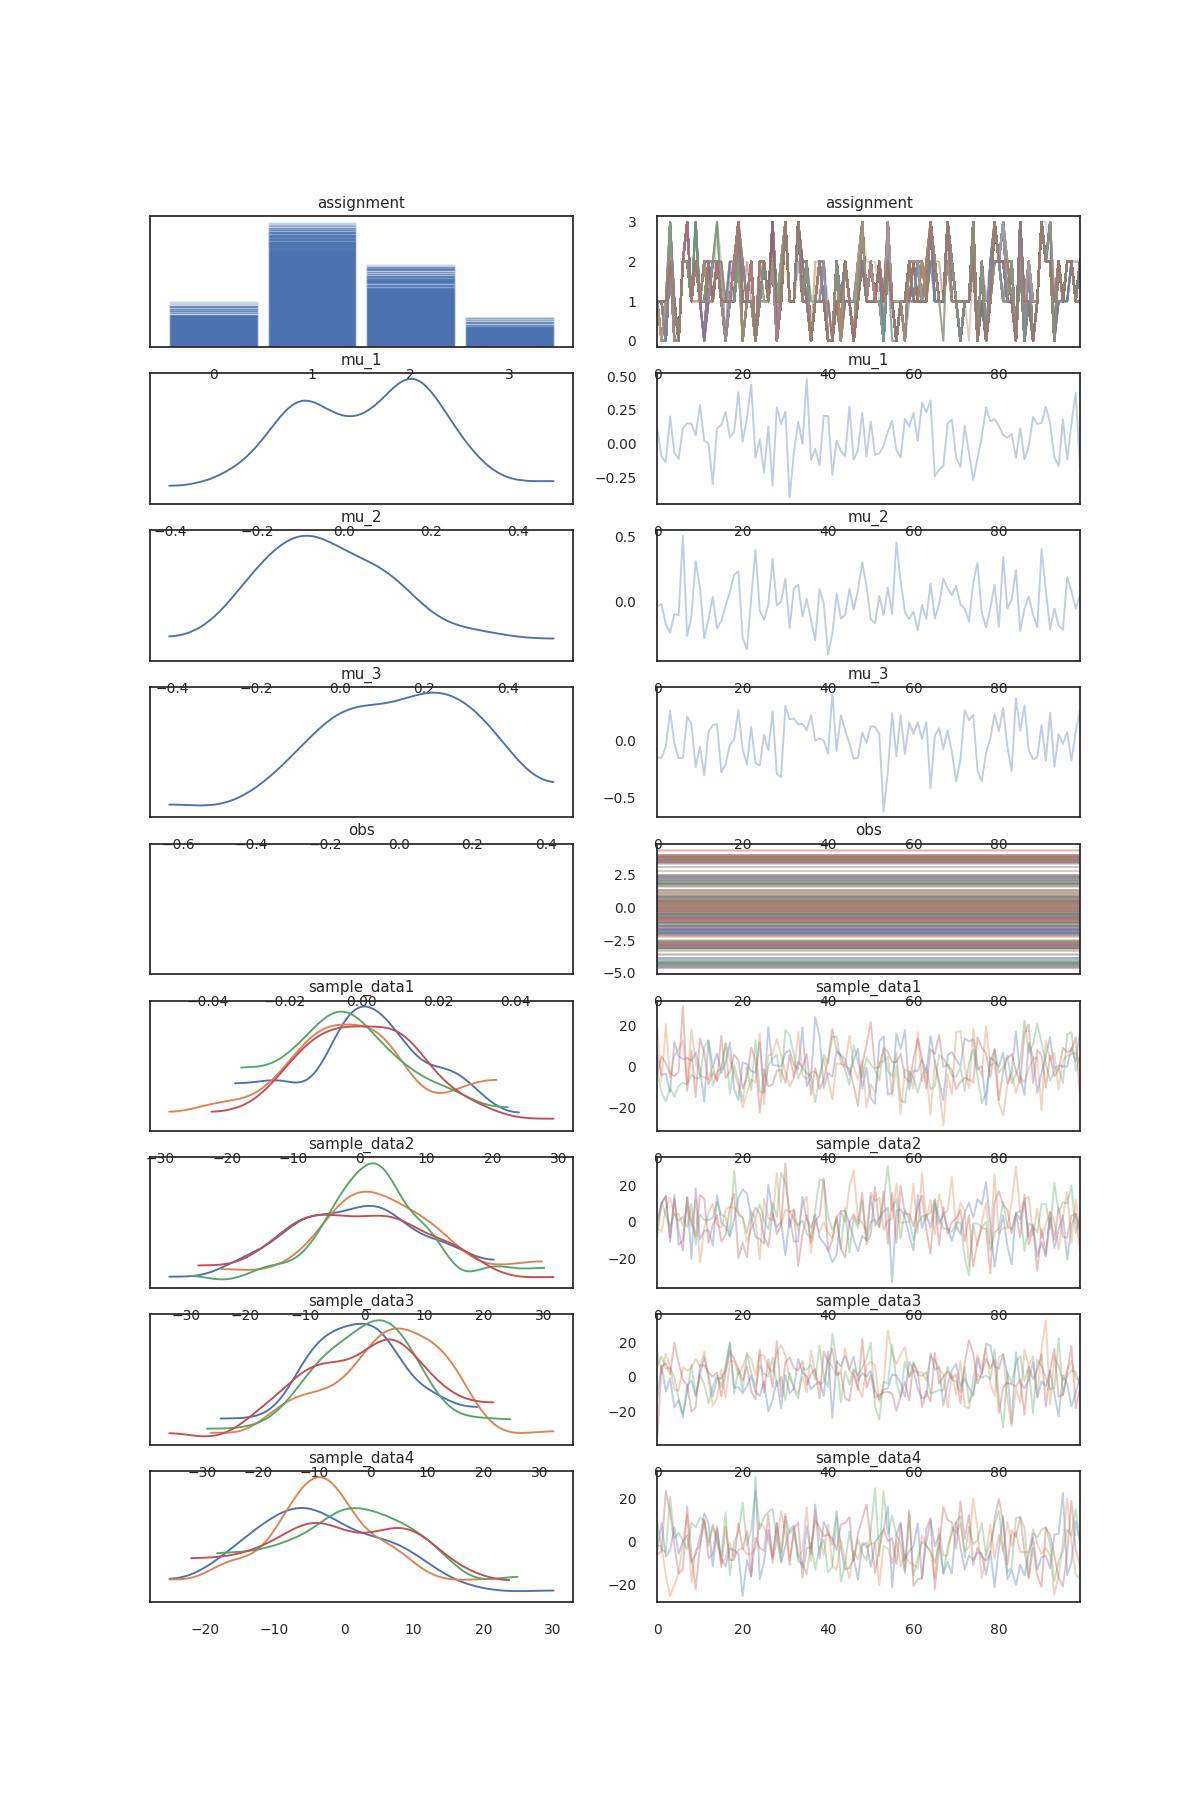 assignment assignment
3
2
1
0
mu_1 mu_1
0 1 2 3 0 20 40 60 80
0.50
0.25
0.00
−0.25
mu_2 mu_2
−0.4 −0.2 0.0 0.2 0.4 0 20 40 60 80
0.5
0.0
mu_3 mu_3
−0.4 −0.2 0.0 0.2 0.4 0 20 40 60 80
0.0
−0.5
obs obs
−0.6 −0.4 −0.2 0.0 0.2 0.4 0 20 40 60 80
2.5
0.0
−2.5
−5.0
sample_data1 sample_data1
−0.04 −0.02 0.00 0.02 0.04 0 20 40 60 80
20
0
−20
sample_data2 sample_data2
−30 −20 −10 0 10 20 30 0 20 40 60 80
20
0
−20
sample_data3 sample_data3
−30 −20 −10 0 10 20 30 0 20 40 60 80
20
0
−20
sample_data4 sample_data4
−30 −20 −10 0 10 20 30 0 20 40 60 80
20
0
−20
−20 −10 0 10 20 30 0 20 40 60 80